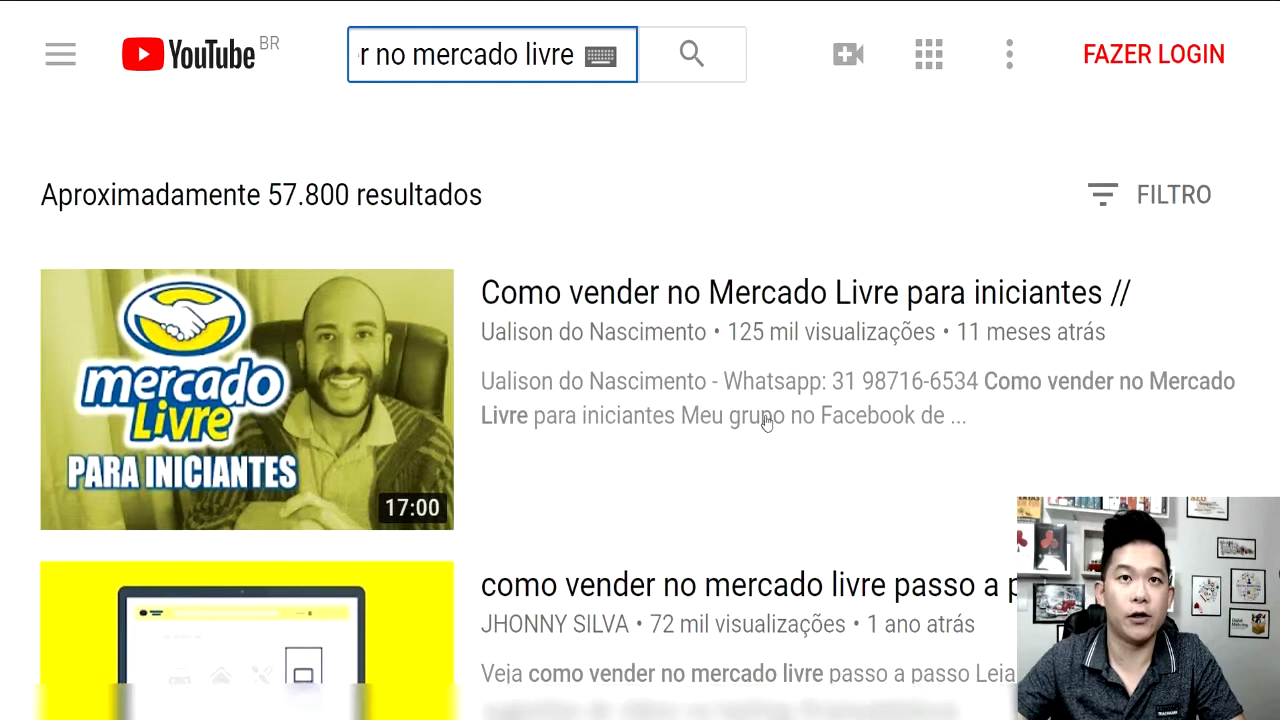 YouTube BR
r no mercado livre
FAZER LOGIN
Aproximadamente 57.800 resultados
FILTRO
mercado
Livre
PARA INICIANTES
17:00
Como vender no Mercado Livre para iniciantes //
Ualison do Nascimento • 125 mil visualizações • 11 meses atrás
Ualison do Nascimento - Whatsapp: 31 98716-6534 Como vender no Mercado
Livre para iniciantes Meu grupo no Facebook de ...
como vender no mercado livre passo a p
JHONNY SILVA • 72 mil visualizações • 1 ano atrás
Veja como vender no mercado livre passo a passo Leia